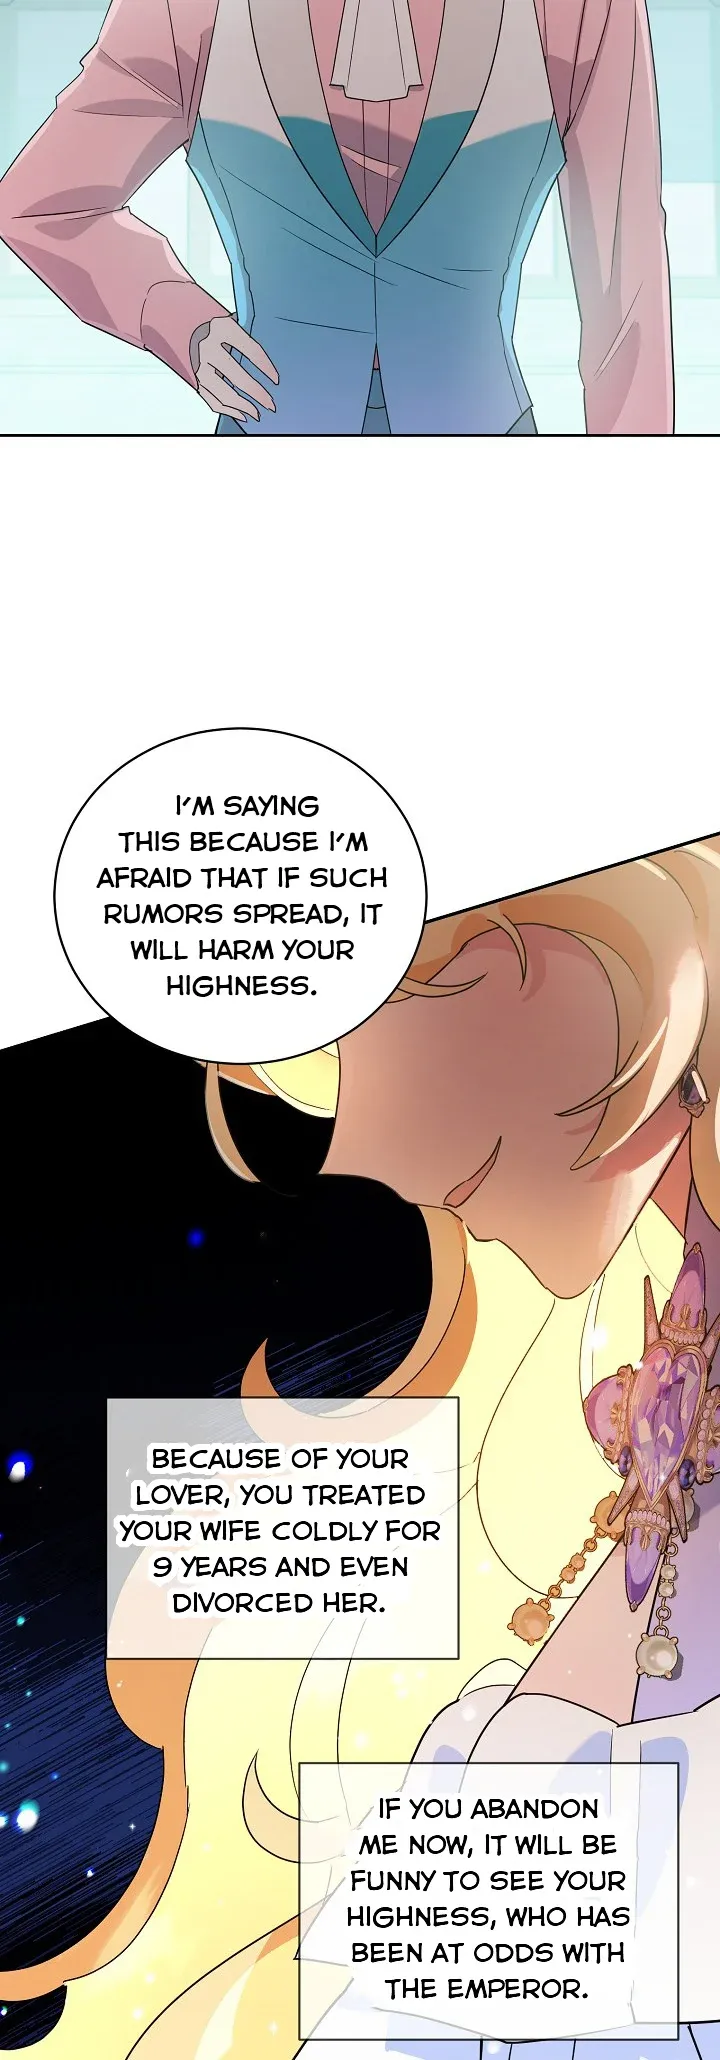 I'M SAYING
THIS BECAUSE I'M
AFRAID THAT IF SUCH
RUMORS SPREAD, IT
WILL HARM YOUR
HIGHNESS.
BECAUSE OF YOUR
LOVER, YOU TREATED
YOUR WIFE COLDLY FOR
9 YEARS AND EVEN
DIVORCED HER.
IF YOU ABANDON
ME NOW, IT WILL BE
FUNNY TO SEE YOUR
HIGHNESS, WHO HAS
BEEN AT ODDS WITH
THE EMPEROR.